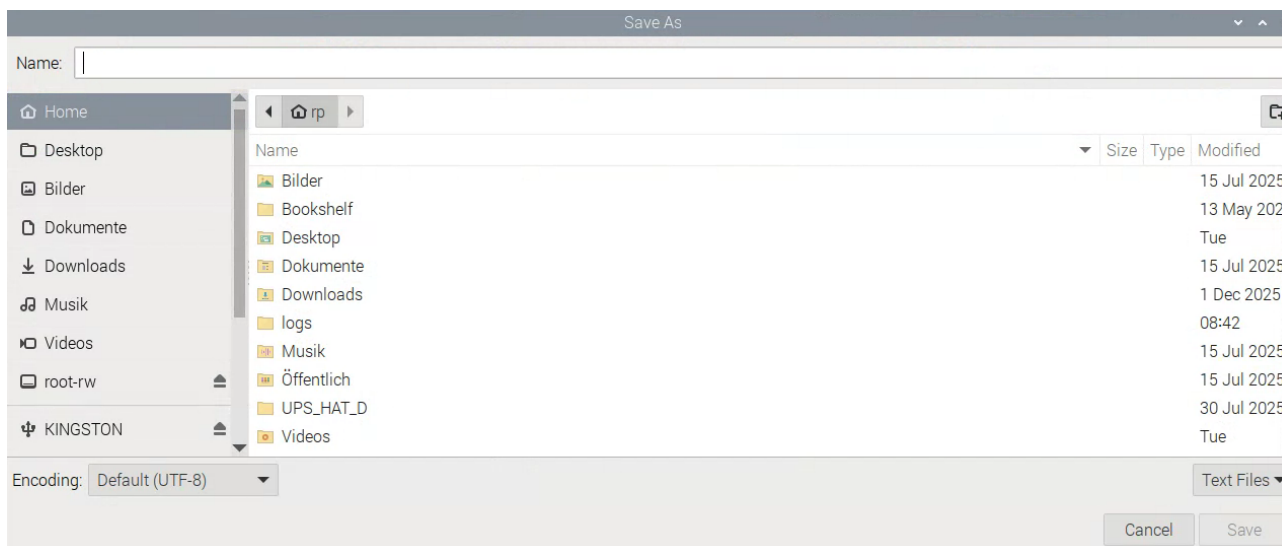 Save As
Name:
Home
Desktop
Bilder
Dokumente
Downloads
Musik
Videos
root-rw
KINGSTON
rp
Name Size Type Modified
Bilder 15 Jul 2025
Bookshelf 13 May 202
Desktop Tue
Dokumente 15 Jul 2025
Downloads 1 Dec 2025
logs 08:42
Musik 15 Jul 2025
Öffentlich 15 Jul 2025
UPS_HAT_D 30 Jul 2025
Videos Tue
Encoding: Default (UTF-8) Text Files
Cancel Save